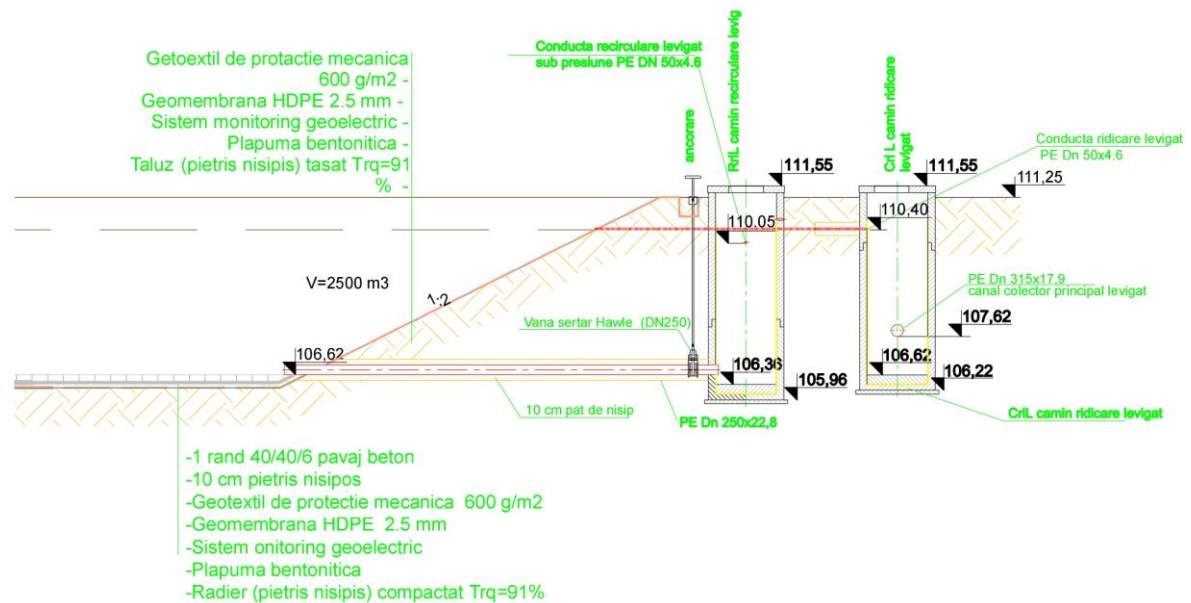 Getoextil de protactie mecanica
600 g/m2 -
Geomembrana HDPE 2.5 mm -
Sistem monitoring geoelectric -
Plapuma bentonitica -
Taluz (pietris nisipis) tasat Trq=91
% -
Conducta recirculare levigat
sub presiune PE DN 50x4.6
ancorare
RriL camin recirculare levig
Cri L camin ridicare
levigat
Conducta ridicare levigat
PE Dn 50x4.6
111,55
111,55
111,25
110.05
110,40
V=2500 m3
1:2
PE Dn 315x17,9
canal colector principal levigat
Vana sertar Hawle (DN250)
107,62
106,62
106,36
106,62
106,22
105,96
10 cm pat de nisip
PE Dn 250x22,8
CriL camin ridicare levigat
-1 rand 40/40/6 pavaj beton
-10 cm pietris nisipos
-Geotextil de protectie mecanica 600 g/m2
-Geomembrana HDPE 2.5 mm
-Sistem onitoring geoelectric
-Plapuma bentonitica
-Radier (pietris nisipis) compactat Trq=91%